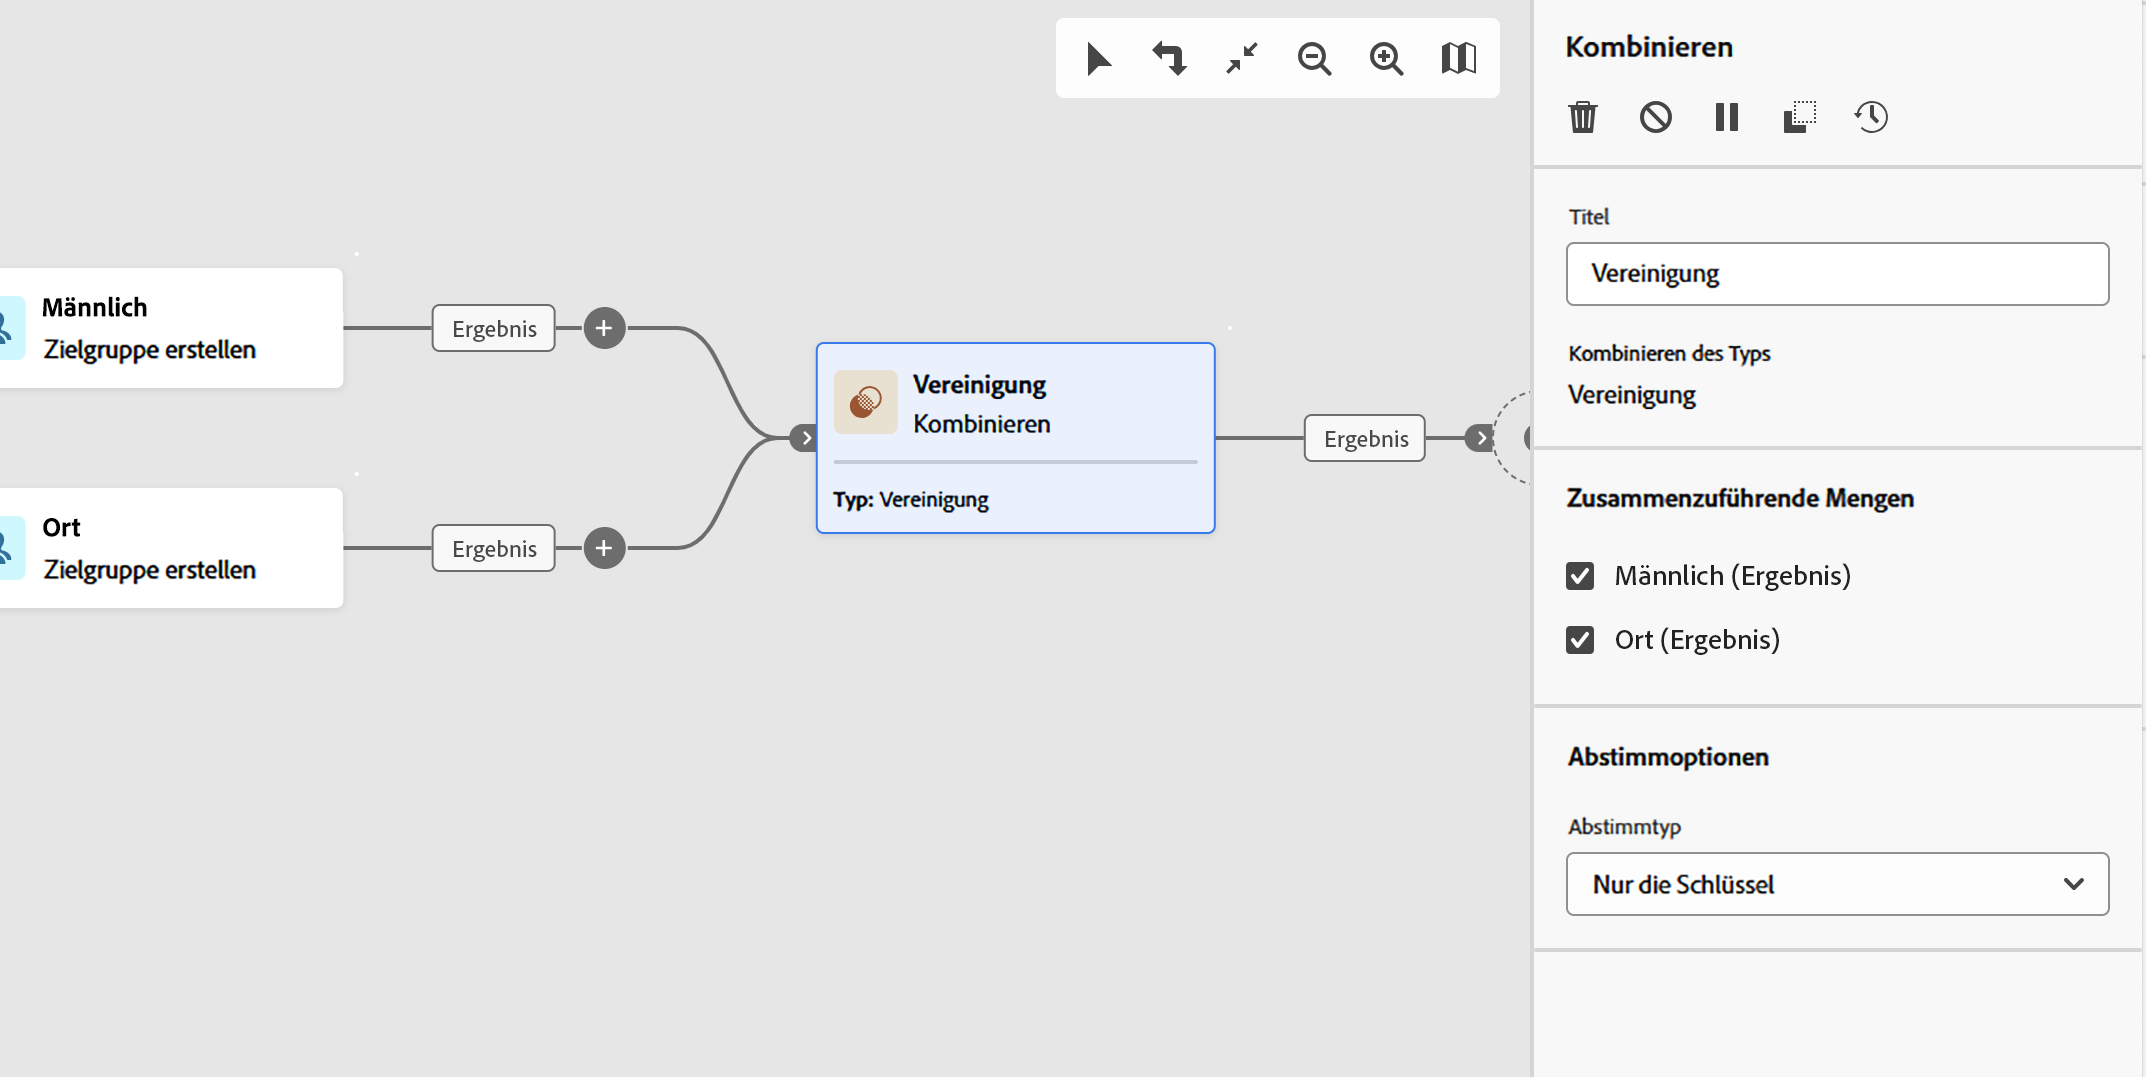 Männlich
Zielgruppe erstellen
Ergebnis
Ort
Zielgruppe erstellen
Ergebnis
Vereinigung
Kombinieren
Typ: Vereinigung
Ergebnis
Kombinieren
Titel
Vereinigung
Kombinieren des Typs
Vereinigung
Zusammenzuführende Mengen
Männlich (Ergebnis)
Ort (Ergebnis)
Abstimmoptionen
Abstimmtyp
Nur die Schlüssel